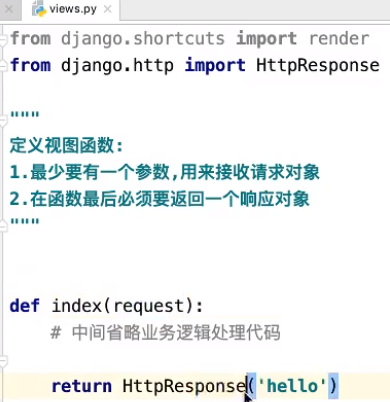 views.py
from django.shortcuts import render
from django.http import HttpResponse
"""
定义视图函数:
1.最少要有一个参数,用来接收请求对象
2.在函数最后必须要返回一个响应对象
"""
def index(request):
# 中间省略业务逻辑处理代码
return HttpResponse('hello')